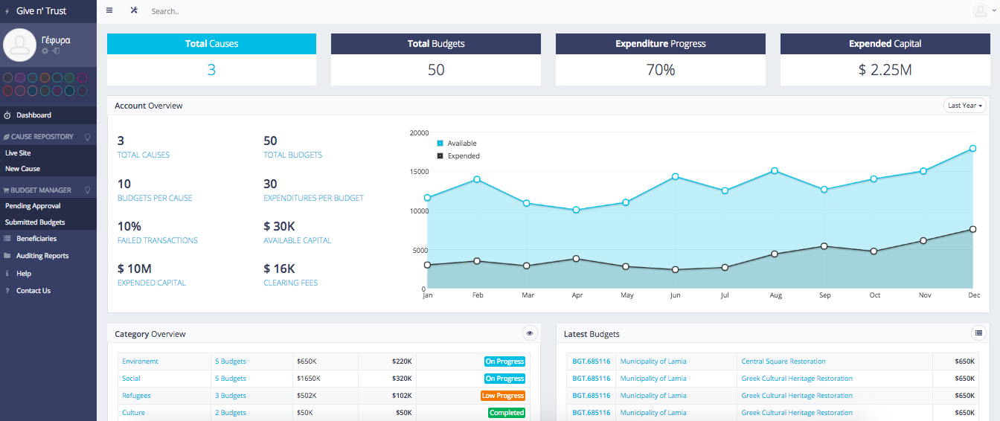 Give n' Trust
Search..
Γέφυρα
Dashboard
CAUSE REPOSITORY
Live Site
New Cause
BUDGET MANAGER
Pending Approval
Submitted Budgets
Beneficiaries
Auditing Reports
Help
Contact Us
Total Causes
3
Total Budgets
50
Expenditure Progress
70%
Expended Capital
$ 2.25M
Account Overview
Last Year
3
TOTAL CAUSES
50
TOTAL BUDGETS
10
BUDGETS PER CAUSE
30
EXPENDITURES PER BUDGET
10%
FAILED TRANSACTIONS
$ 30K
AVAILABLE CAPITAL
$ 10M
EXPENDED CAPITAL
$ 16K
CLEARING FEES
Available
Expended
20000
15000
10000
5000
0
Jan Feb Mar Apr May Jun Jul Aug Sep Oct Nov Dec
Category Overview
Environemt 5 Budgets $650K $220K On Progress
Social 5 Budgets $1650K $320K On Progress
Refugees 3 Budgets $502K $102K Low Progress
Culture 2 Budgets $50K $50K Completed
Latest Budgets
BGT.685116 Municipality of Lamia Central Square Restoration $650K
BGT.685116 Municipality of Lamia Greek Cultural Heritage Restoration $650K
BGT.685116 Municipality of Lamia Greek Cultural Heritage Restoration $650K
BGT.685116 Municipality of Lamia Greek Cultural Heritage Restoration $650K